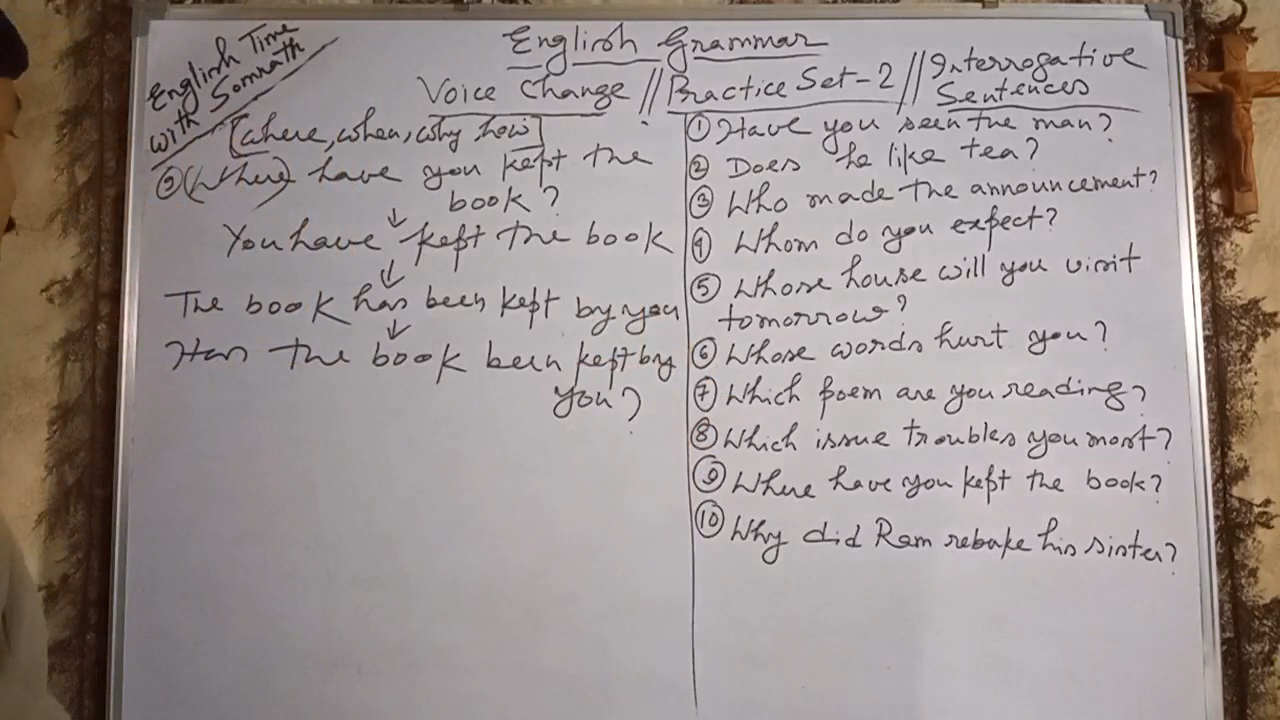 English Time
with Somnath
English Grammar
Voice Change // Practice Set-2 // Interrogative
Sentences
[where, when, why how]
⑨ (Where) have you kept the
book?
↓
You have kept the book
↓
The book has been kept by you
↓
Has the book been kept by
you?
① Have you seen the man?
② Does he like tea?
③ Who made the announcement?
④ Whom do you expect?
⑤ Whose house will you visit
tomorrow?
⑥ Whose words hurt you?
⑦ Which poem are you reading?
⑧ Which issue troubles you most?
⑨ Where have you kept the book?
⑩ Why did Ram rebuke his sister?